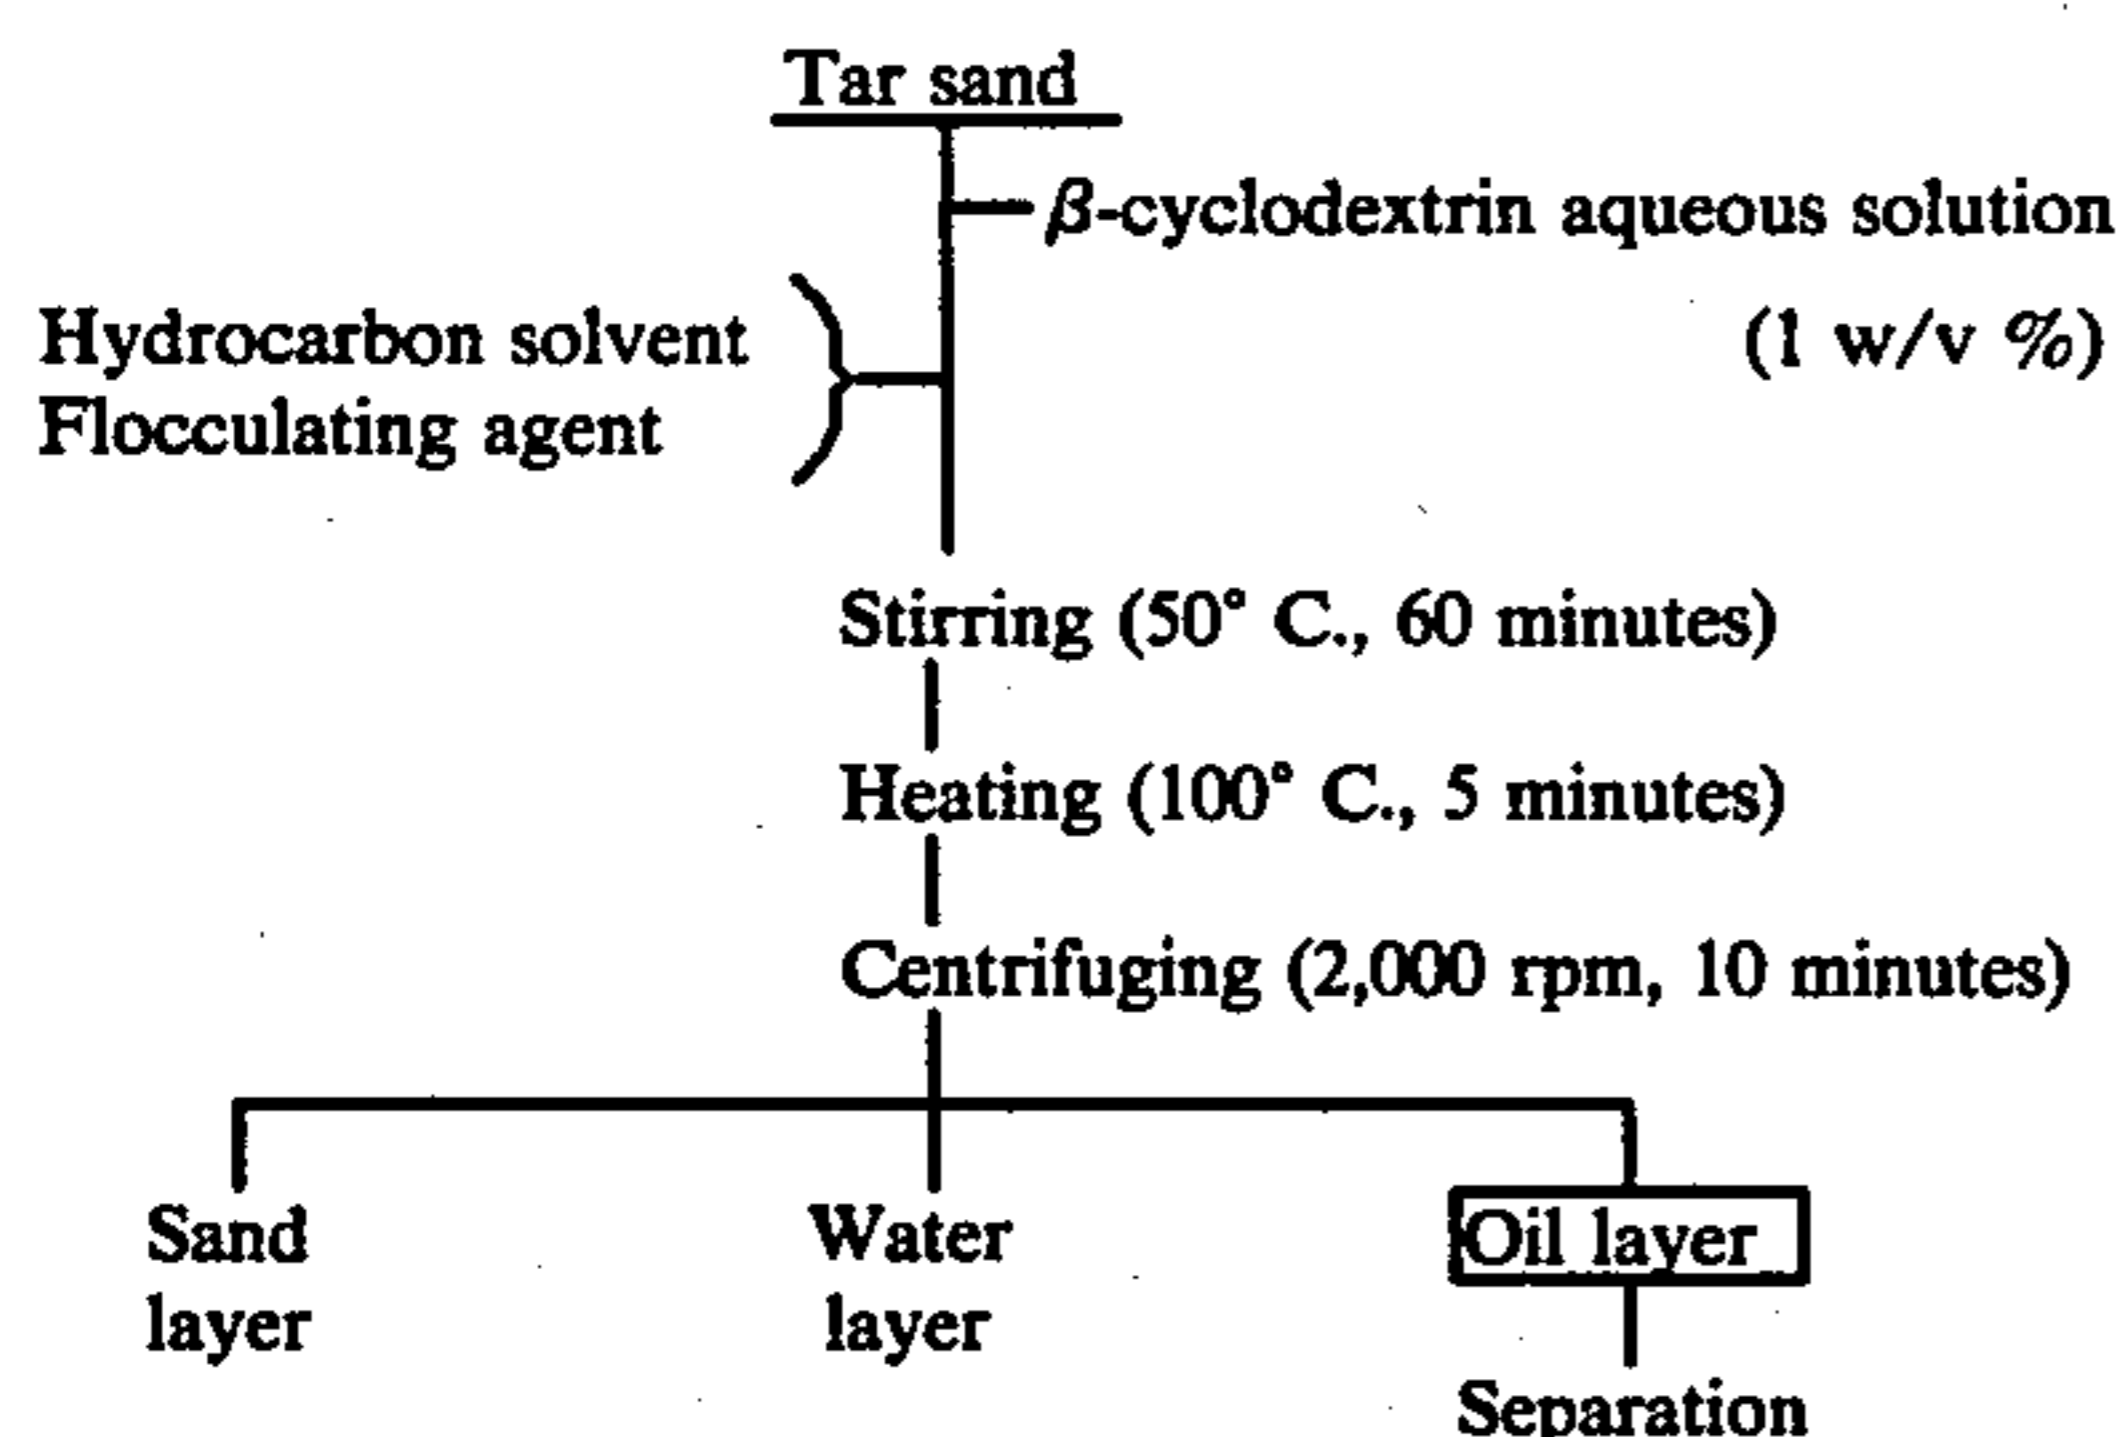 Tar sand
β-cyclodextrin aqueous solution
(1 w/v %)
Hydrocarbon solvent
Flocculating agent
Stirring (50° C., 60 minutes)
Heating (100° C., 5 minutes)
Centrifuging (2,000 rpm, 10 minutes)
Sand
layer
Water
layer
Oil layer
Separation